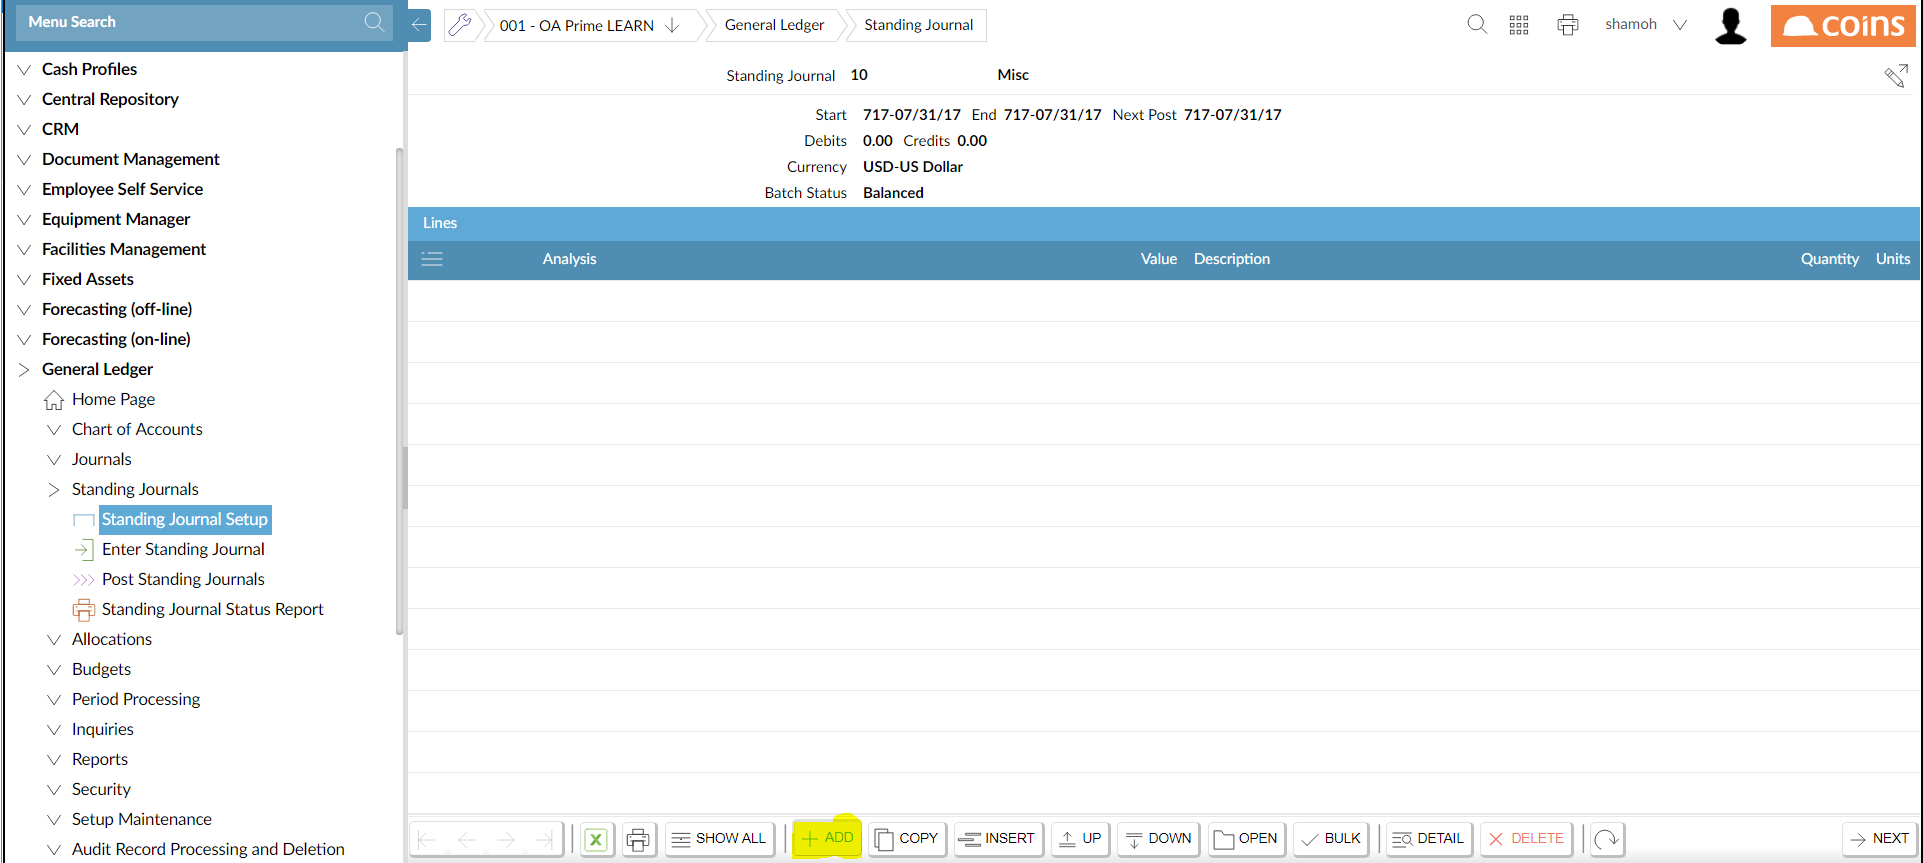 Menu Search
Cash Profiles
Central Repository
CRM
Document Management
Employee Self Service
Equipment Manager
Facilities Management
Fixed Assets
Forecasting (off-line)
Forecasting (on-line)
General Ledger
Home Page
Chart of Accounts
Journals
Standing Journals
Standing Journal Setup
Enter Standing Journal
Post Standing Journals
Standing Journal Status Report
Allocations
Budgets
Period Processing
Inquiries
Reports
Security
Setup Maintenance
Audit Record Processing and Deletion
001 - OA Prime LEARN General Ledger Standing Journal
shamoh
coins
Standing Journal 10 Misc
Start 717-07/31/17 End 717-07/31/17 Next Post 717-07/31/17
Debits 0.00 Credits 0.00
Currency USD-US Dollar
Batch Status Balanced
Lines
Analysis Value Description Quantity Units
X SHOW ALL ADD COPY INSERT UP DOWN OPEN BULK DETAIL DELETE NEXT